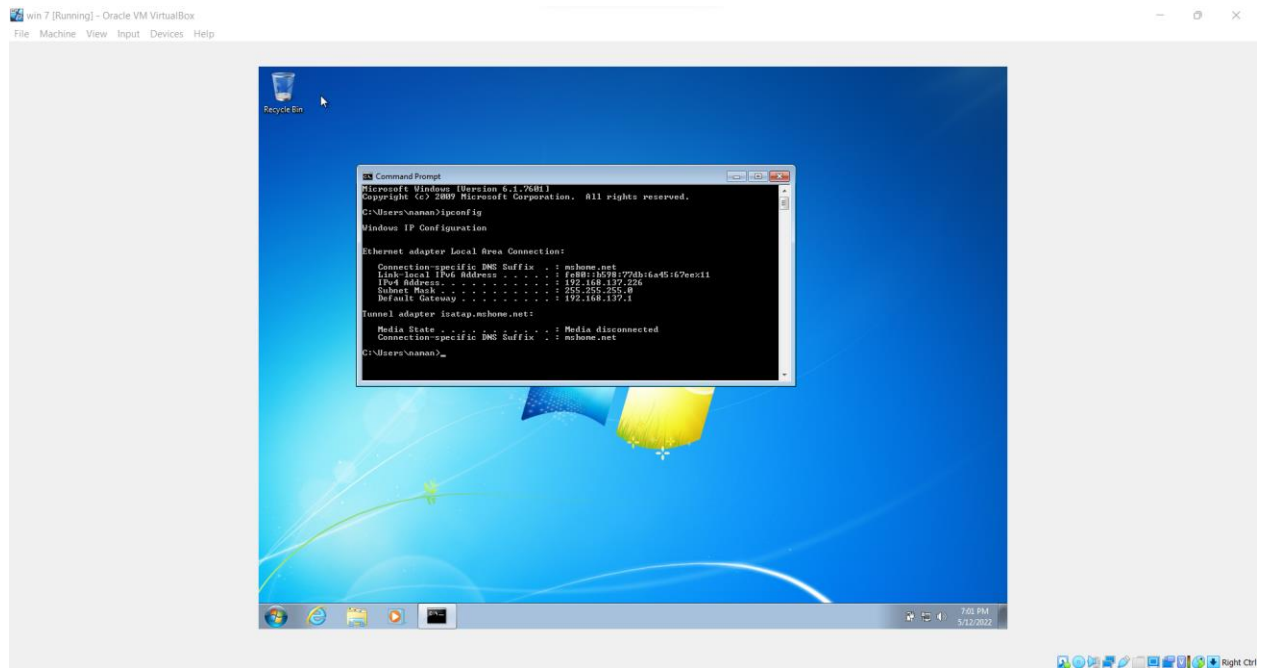 win 7 [Running] - Oracle VM VirtualBox
File Machine View Input Devices Help
Recycle Bin
Command Prompt
Microsoft Windows [Version 6.1.7601]
Copyright (c) 2009 Microsoft Corporation. All rights reserved.
C:\Users\naman>ipconfig
Windows IP Configuration
Ethernet adapter Local Area Connection:
Connection-specific DNS Suffix . : mshome.net
Link-local IPv6 Address . . . . . : fe80::b598:77db:6a45:67ee%11
IPv4 Address. . . . . . . . . . . : 192.168.137.226
Subnet Mask . . . . . . . . . . . : 255.255.255.0
Default Gateway . . . . . . . . . : 192.168.137.1
Tunnel adapter isatap.mshome.net:
Media State . . . . . . . . . . . : Media disconnected
Connection-specific DNS Suffix . : mshome.net
C:\Users\naman>_
7:01 PM
5/12/2022
Right Ctrl